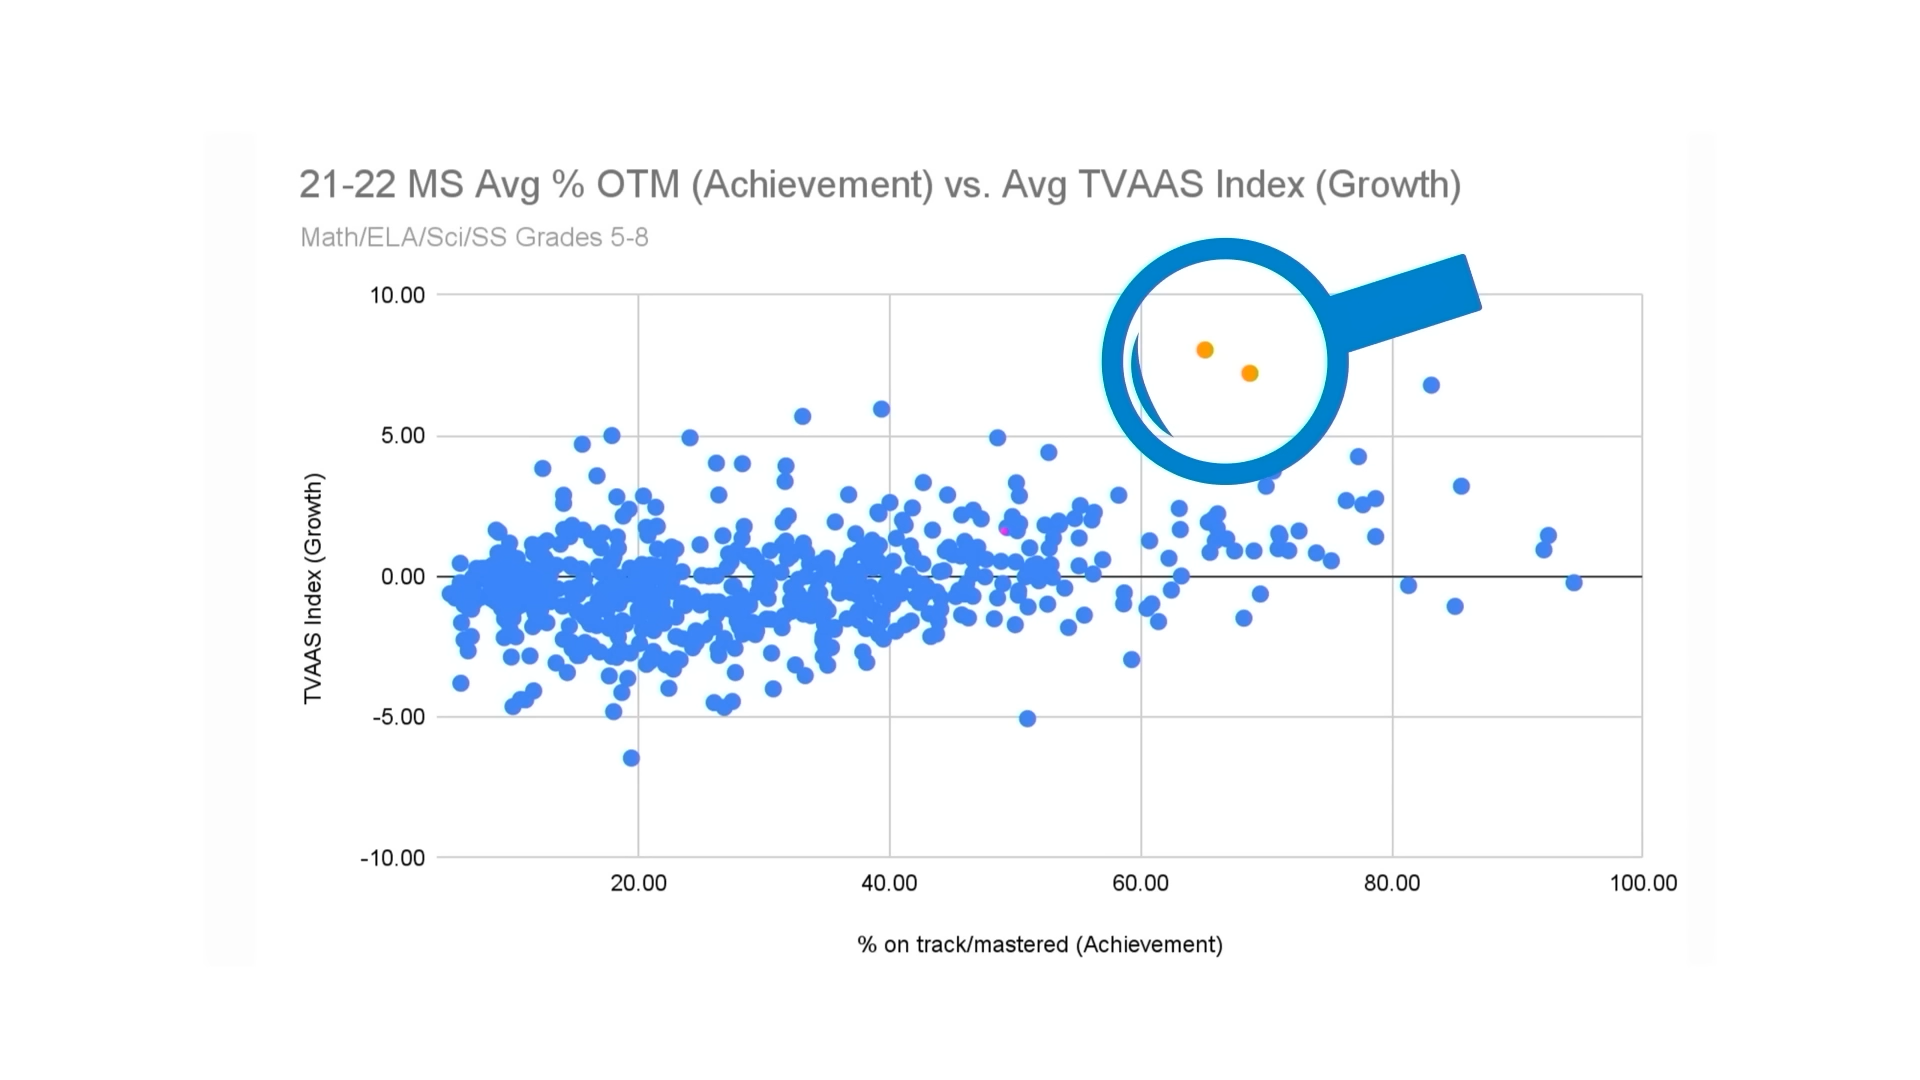 21-22 MS Avg % OTM (Achievement) vs. Avg TVAAS Index (Growth)
Math/ELA/Sci/SS Grades 5-8
10.00
5.00
0.00
-5.00
-10.00
TVAAS Index (Growth)
20.00 40.00 60.00 80.00 100.00
% on track/mastered (Achievement)